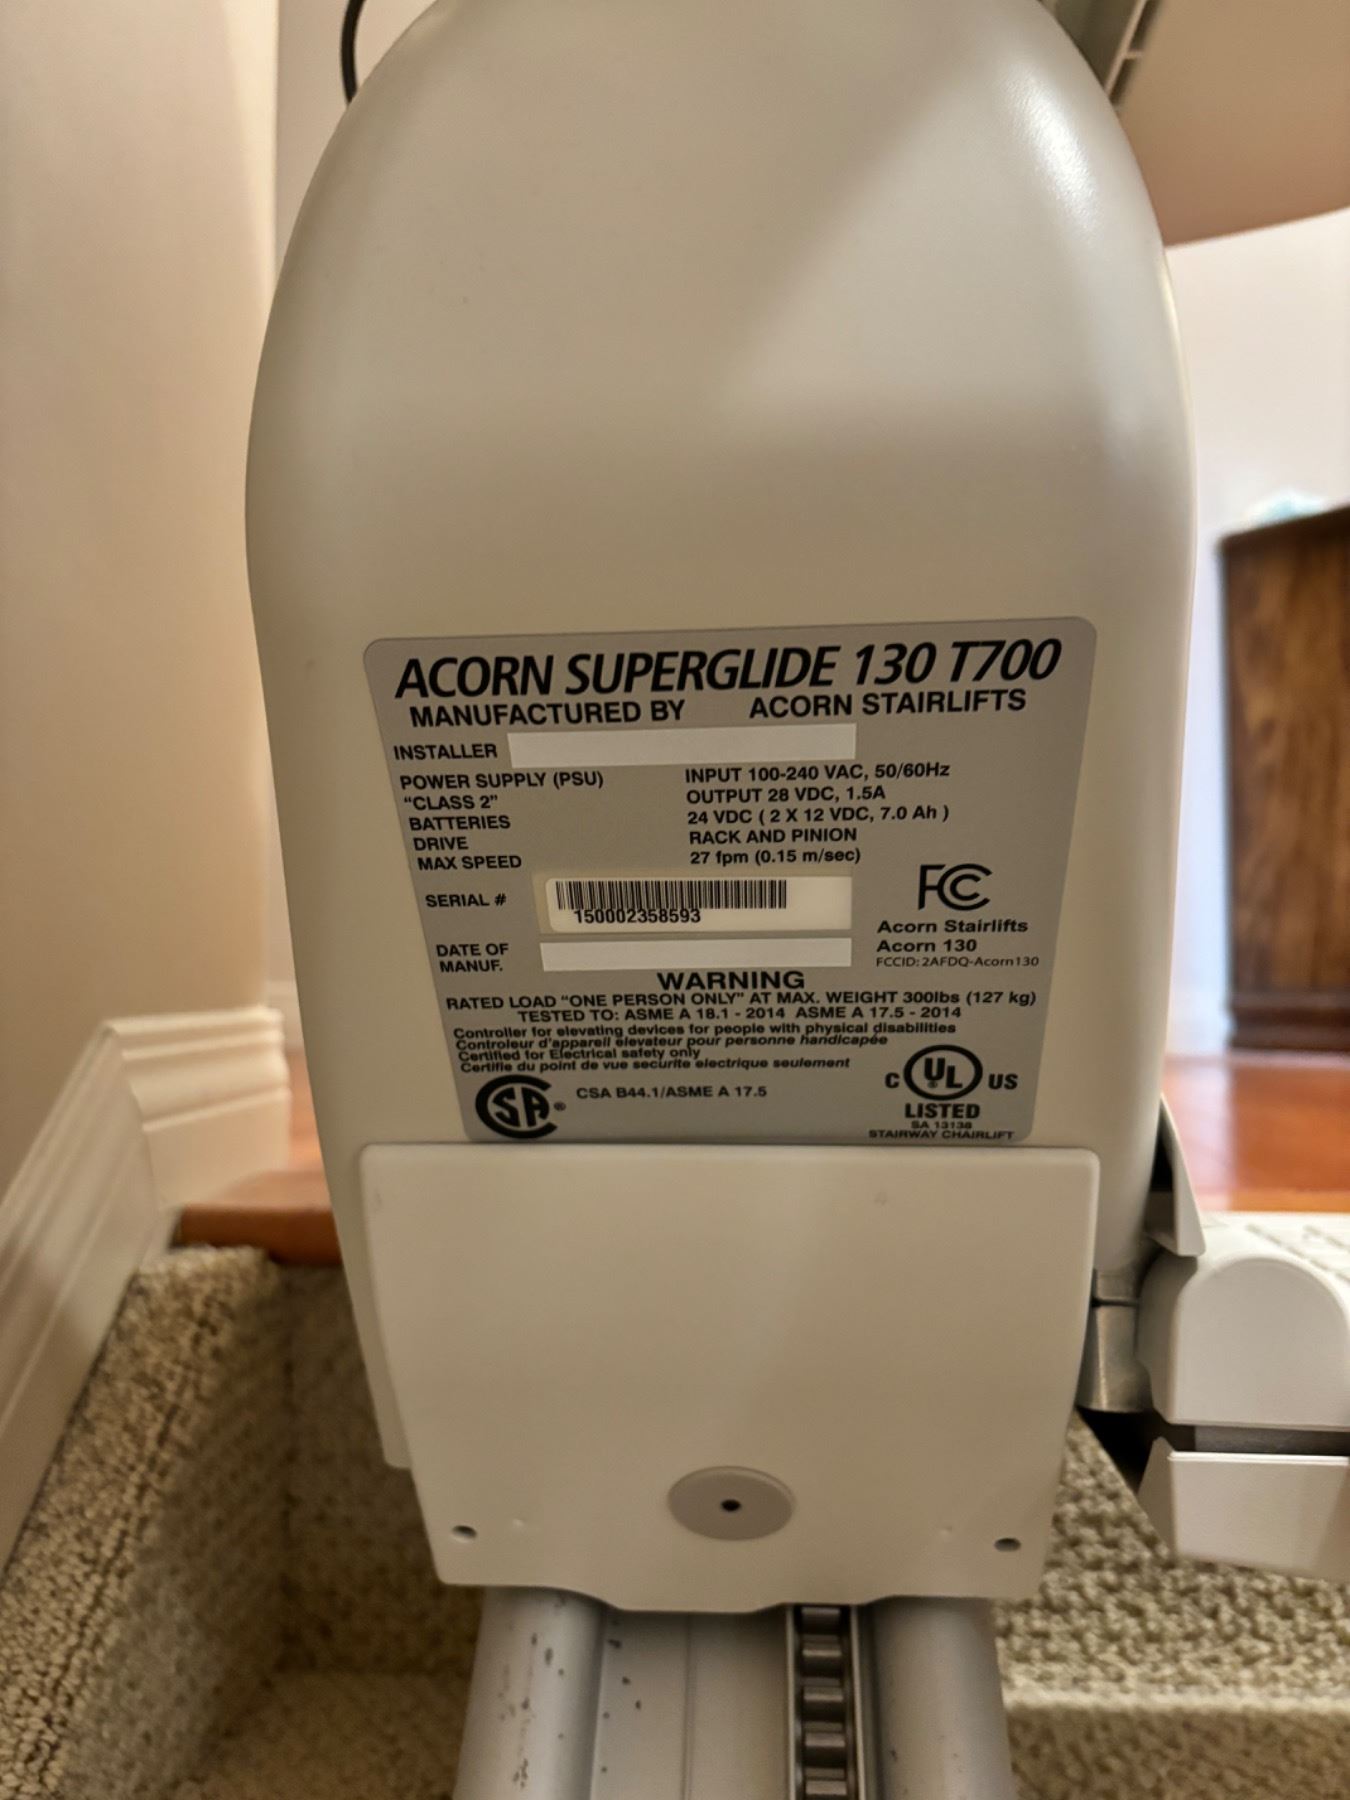 ACORN SUPERGLIDE 130 T700
MANUFACTURED BY ACORN STAIRLIFTS
INSTALLER
POWER SUPPLY (PSU) INPUT 100-240 VAC, 50/60Hz
"CLASS 2" OUTPUT 28 VDC, 1.5A
BATTERIES 24 VDC ( 2 X 12 VDC, 7.0 Ah )
DRIVE RACK AND PINION
MAX SPEED 27 fpm (0.15 m/sec)
SERIAL # 150002358593
FC
Acorn Stairlifts
Acorn 130
FCCID: 2AFDQ-Acorn130
DATE OF
MANUF.
WARNING
RATED LOAD "ONE PERSON ONLY" AT MAX. WEIGHT 300lbs (127 kg)
TESTED TO: ASME A 18.1 - 2014 ASME A 17.5 - 2014
Controller for elevating devices for people with physical disabilities
Controleur d'appareil elevateur pour personne handicapée
Certified for Electrical safety only
Certifie du point de vue securite electrique seulement
SA® CSA B44.1/ASME A 17.5
C UL® US
LISTED
SA 13138
STAIRWAY CHAIRLIFT